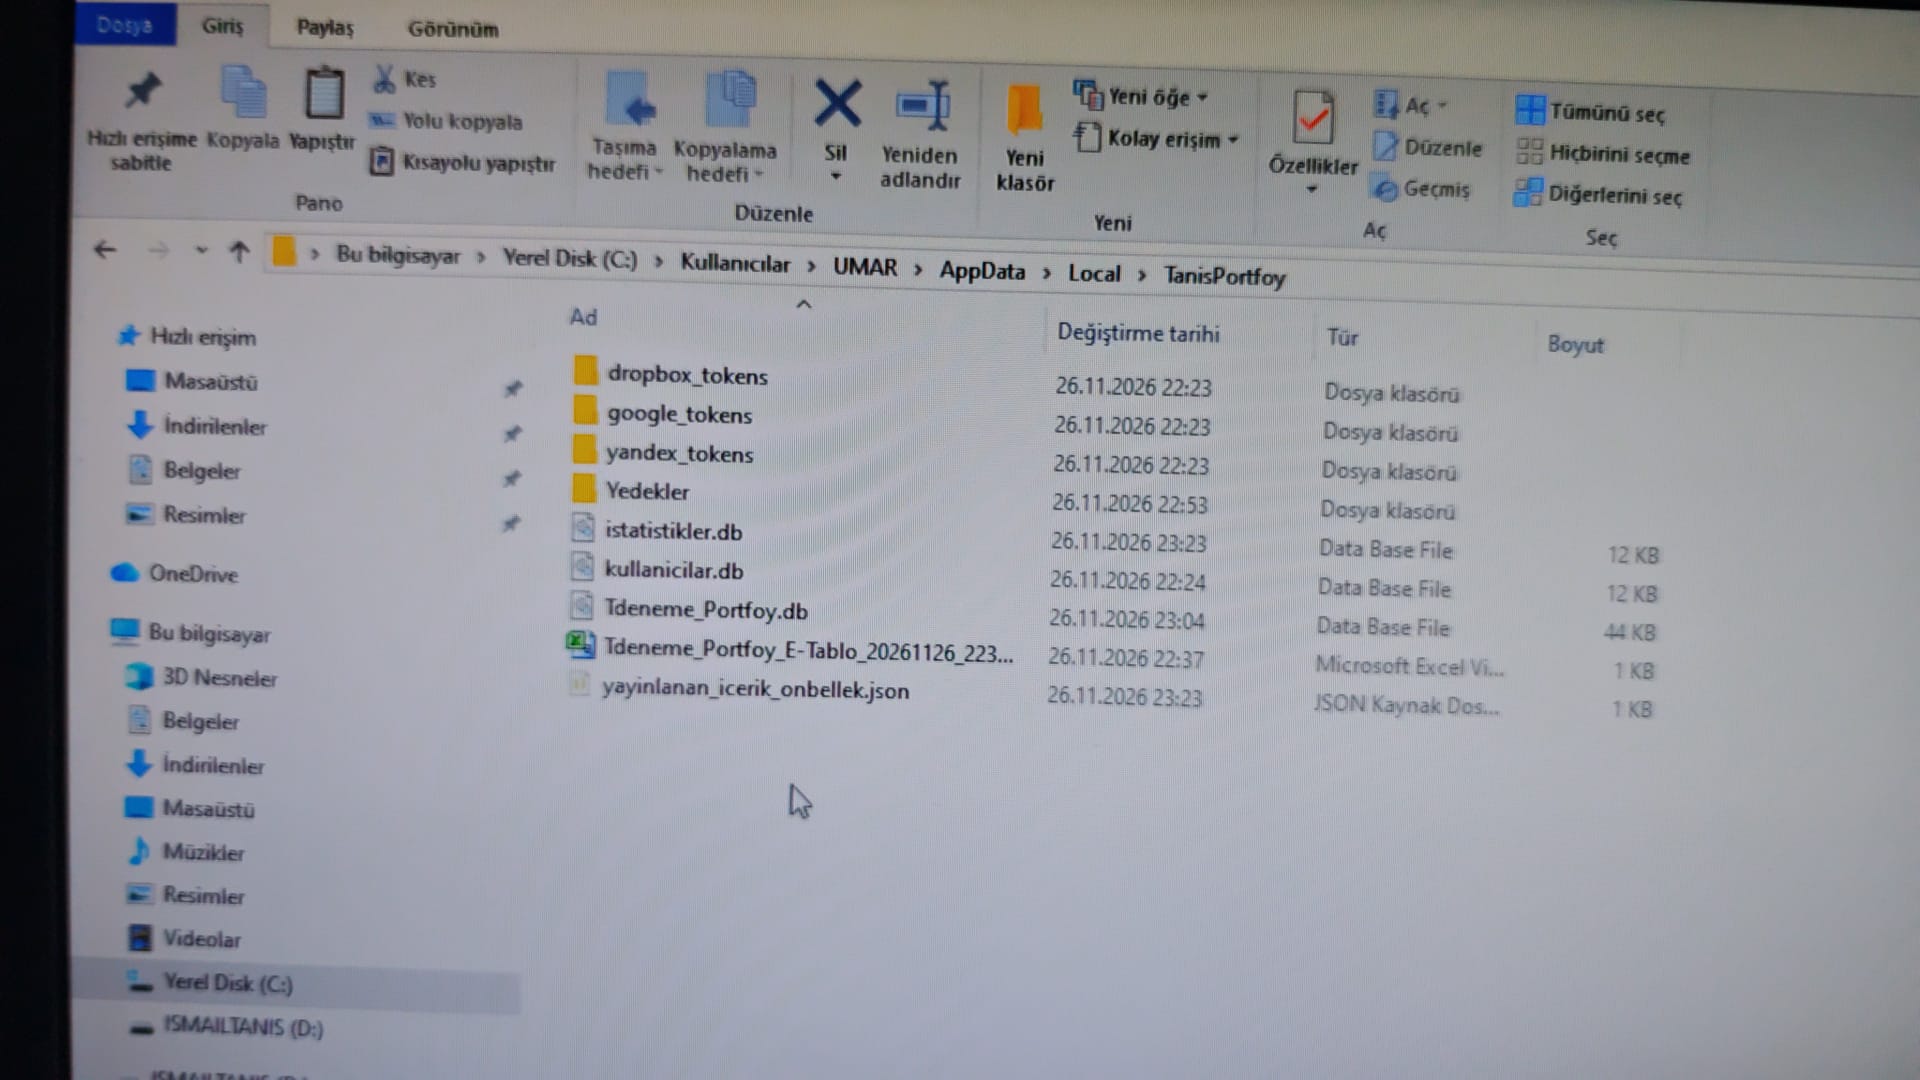 Dosya Giriş Paylaş Görünüm
Hızlı erişime sabitle
Kopyala
Yapıştır
Kes
Yolu kopyala
Kısayolu yapıştır
Pano
Taşıma hedefi
Kopyalama hedefi
Sil
Yeniden adlandır
Düzenle
Yeni klasör
Yeni öğe
Kolay erişim
Yeni
Özellikler
Aç
Düzenle
Geçmiş
Aç
Tümünü seç
Hiçbirini seçme
Diğerlerini seç
Seç
Bu bilgisayar > Yerel Disk (C:) > Kullanıcılar > UMAR > AppData > Local > TanisPortfoy
Hızlı erişim
Masaüstü
İndirilenler
Belgeler
Resimler
OneDrive
Bu bilgisayar
3D Nesneler
Belgeler
İndirilenler
Masaüstü
Müzikler
Resimler
Videolar
Yerel Disk (C:)
ISMAILTANIS (D:)
Ad Değiştirme tarihi Tür Boyut
dropbox_tokens 26.11.2026 22:23 Dosya klasörü
google_tokens 26.11.2026 22:23 Dosya klasörü
yandex_tokens 26.11.2026 22:23 Dosya klasörü
Yedekler 26.11.2026 22:53 Dosya klasörü
istatistikler.db 26.11.2026 23:23 Data Base File 12 KB
kullanicilar.db 26.11.2026 22:24 Data Base File 12 KB
Tdeneme_Portfoy.db 26.11.2026 23:04 Data Base File 44 KB
Tdeneme_Portfoy_E-Tablo_20261126_223... 26.11.2026 22:37 Microsoft Excel Vi... 1 KB
yayinlanan_icerik_onbellek.json 26.11.2026 23:23 JSON Kaynak Dos... 1 KB